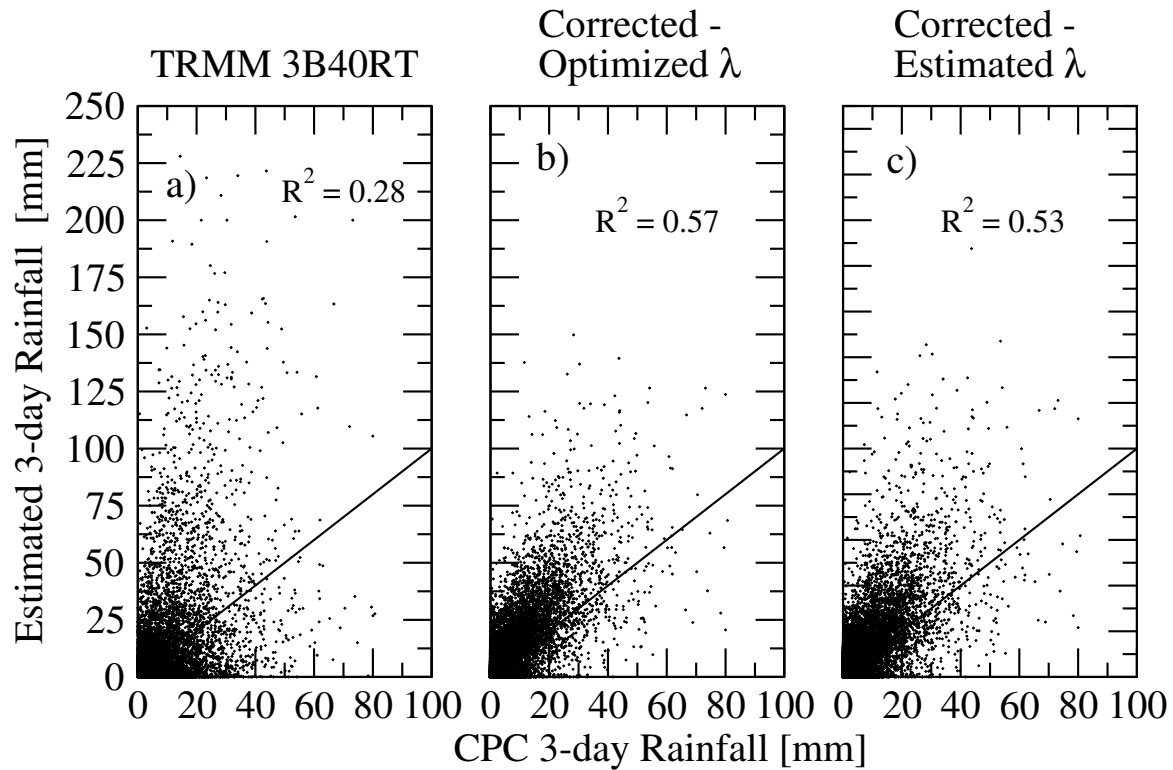 TRMM 3B40RT
Corrected -
Optimized λ
Corrected -
Estimated λ
Estimated 3-day Rainfall [mm]
250
225
200
175
150
125
100
75
50
25
0
a)
R² = 0.28
b)
R² = 0.57
c)
R² = 0.53
0 20 40 60 80 100
0 20 40 60 80 100
0 20 40 60 80 100
CPC 3-day Rainfall [mm]